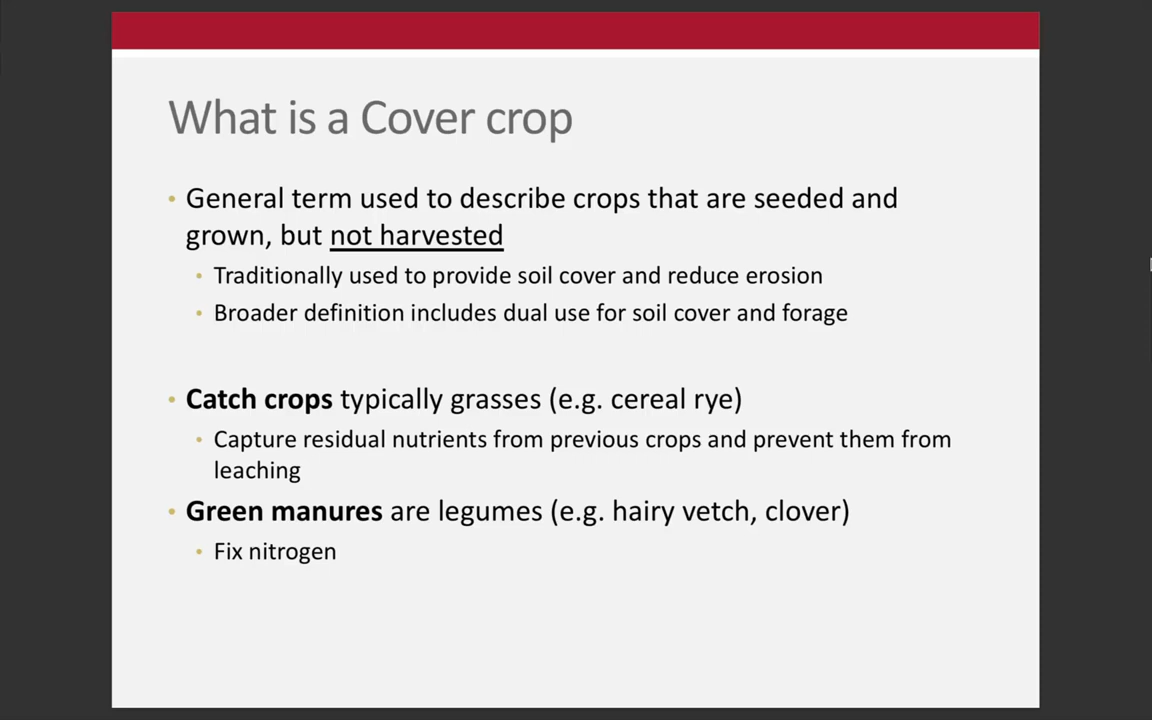 What is a Cover crop
• General term used to describe crops that are seeded and
grown, but not harvested
• Traditionally used to provide soil cover and reduce erosion
• Broader definition includes dual use for soil cover and forage
• Catch crops typically grasses (e.g. cereal rye)
• Capture residual nutrients from previous crops and prevent them from
leaching
• Green manures are legumes (e.g. hairy vetch, clover)
• Fix nitrogen